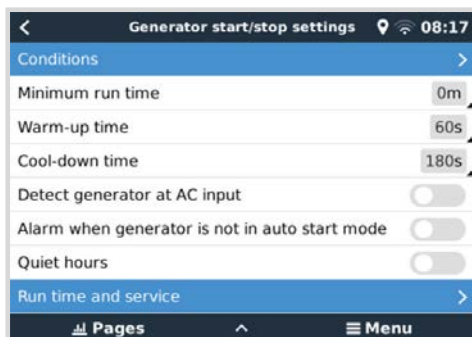 Generator start/stop settings 08:17
Conditions
Minimum run time 0m
Warm-up time 60s
Cool-down time 180s
Detect generator at AC input
Alarm when generator is not in auto start mode
Quiet hours
Run time and service
Pages Menu